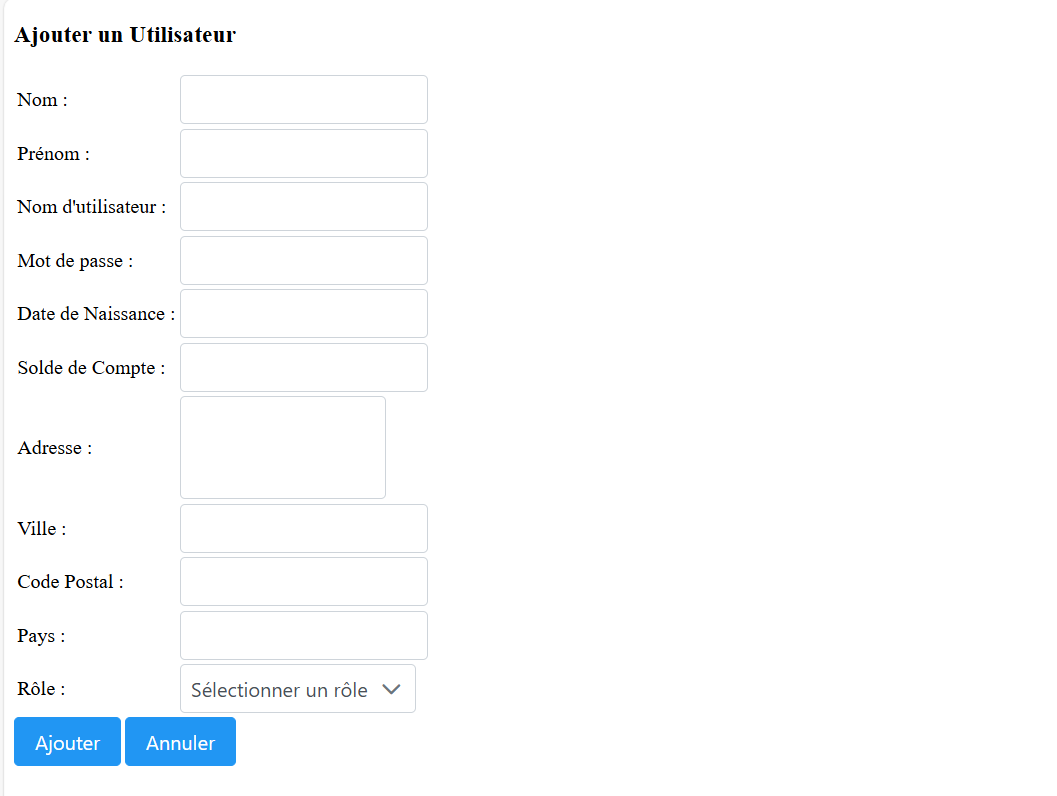 Ajouter un Utilisateur
Nom :
Prénom :
Nom d'utilisateur :
Mot de passe :
Date de Naissance :
Solde de Compte :
Adresse :
Ville :
Code Postal :
Pays :
Rôle : Sélectionner un rôle
Ajouter Annuler